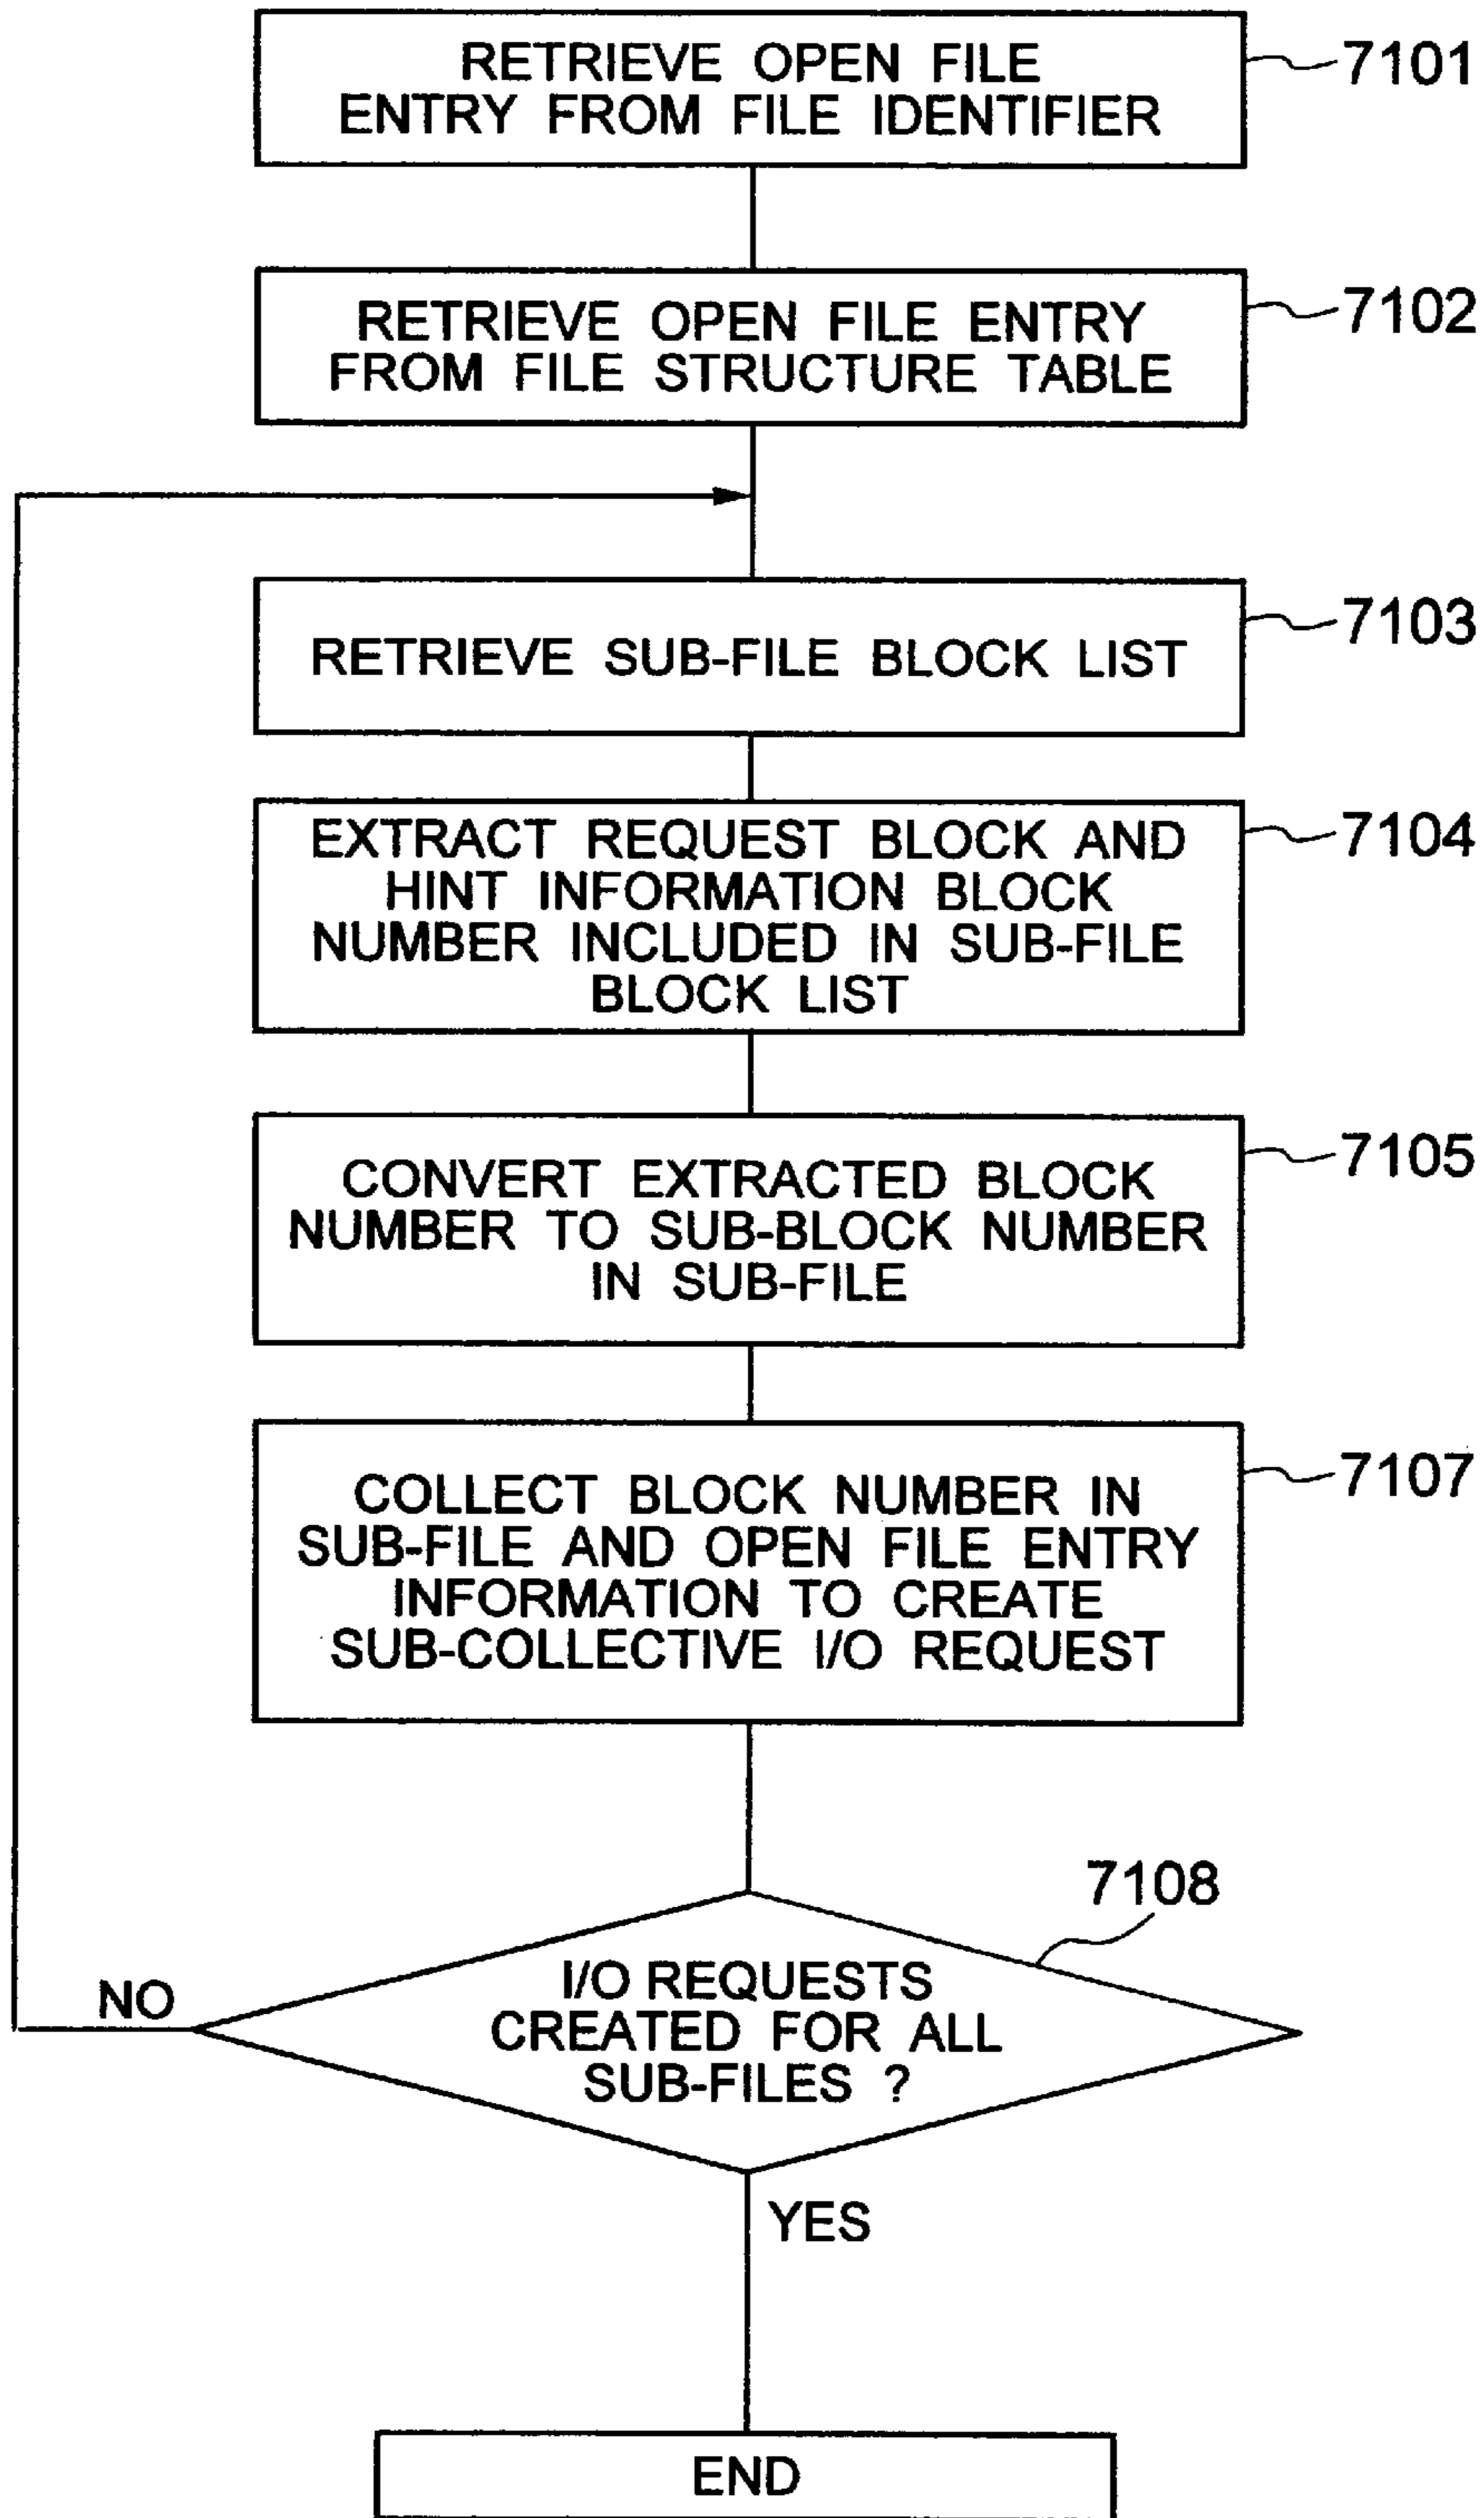 RETRIEVE OPEN FILE
ENTRY FROM FILE IDENTIFIER
7101
RETRIEVE OPEN FILE ENTRY
FROM FILE STRUCTURE TABLE
7102
RETRIEVE SUB-FILE BLOCK LIST
7103
EXTRACT REQUEST BLOCK AND
HINT INFORMATION BLOCK
NUMBER INCLUDED IN SUB-FILE
BLOCK LIST
7104
CONVERT EXTRACTED BLOCK
NUMBER TO SUB-BLOCK NUMBER
IN SUB-FILE
7105
COLLECT BLOCK NUMBER IN
SUB-FILE AND OPEN FILE ENTRY
INFORMATION TO CREATE
SUB-COLLECTIVE I/O REQUEST
7107
7108
I/O REQUESTS
CREATED FOR ALL
SUB-FILES ?
NO
YES
END